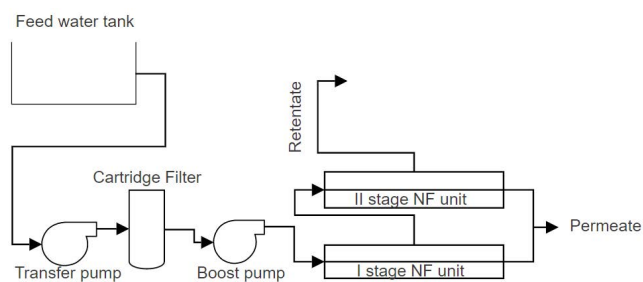 Feed water tank
Retentate
Cartridge Filter
II stage NF unit
Permeate
Transfer pump
Boost pump
I stage NF unit